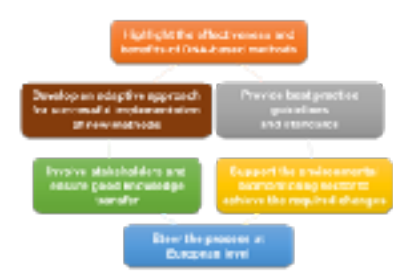 Highlight the effectiveness and
benefits of DNA-based methods
Develop an adaptive approach
for successful implementation
of new methods
Provide best practice
guidelines
and standards
Involve stakeholders and
ensure good knowledge
transfer
Support the environmental
biomonitoring sector to
achieve the required changes
Steer the process at
European level